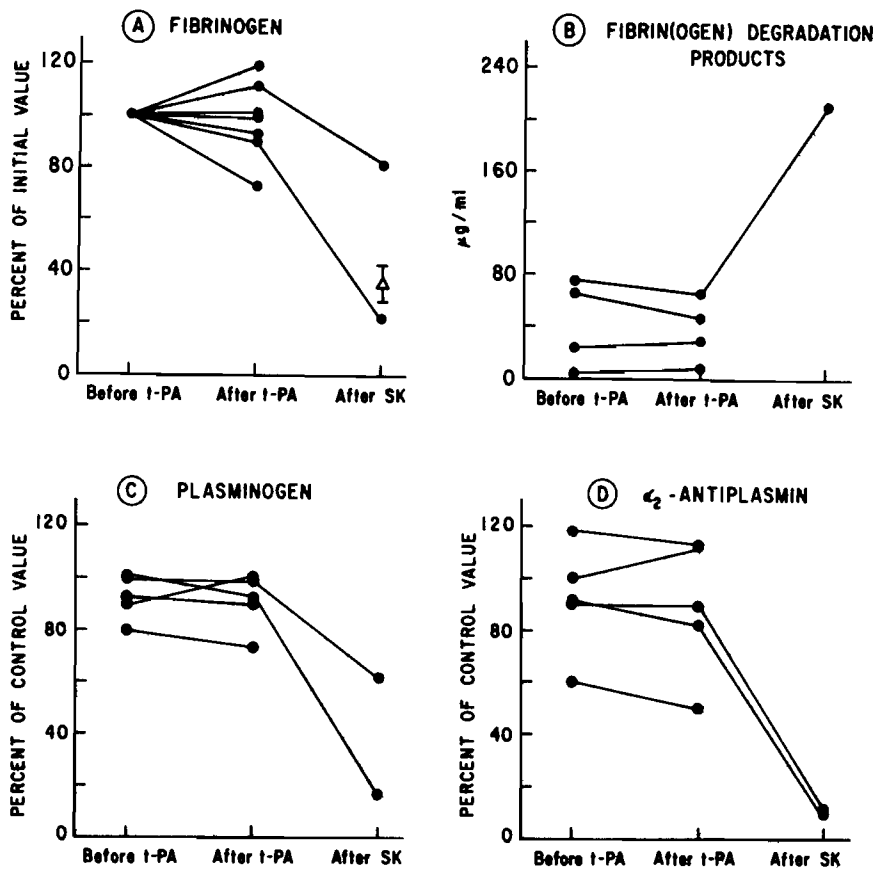 A FIBRINOGEN
PERCENT OF INITIAL VALUE
120
80
40
0
Before t-PA After t-PA After SK
B FIBRIN(OGEN) DEGRADATION
PRODUCTS
µg/ml
240
160
80
0
Before t-PA After t-PA After SK
C PLASMINOGEN
PERCENT OF CONTROL VALUE
120
80
40
0
Before t-PA After t-PA After SK
D α2-ANTIPLASMIN
PERCENT OF CONTROL VALUE
120
80
40
0
Before t-PA After t-PA After SK